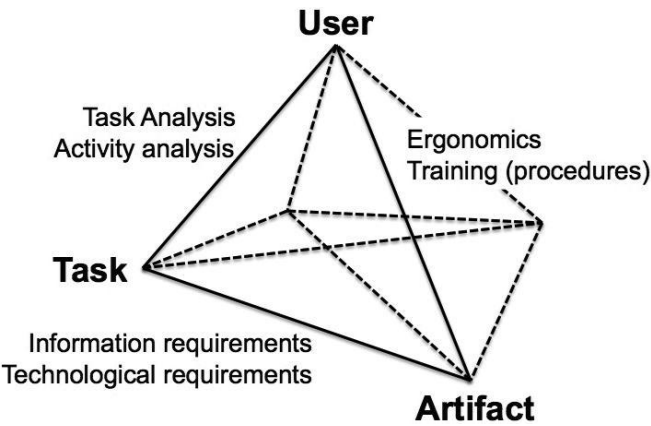 User
Task Analysis
Activity analysis
Ergonomics
Training (procedures)
Task
Information requirements
Technological requirements
Artifact